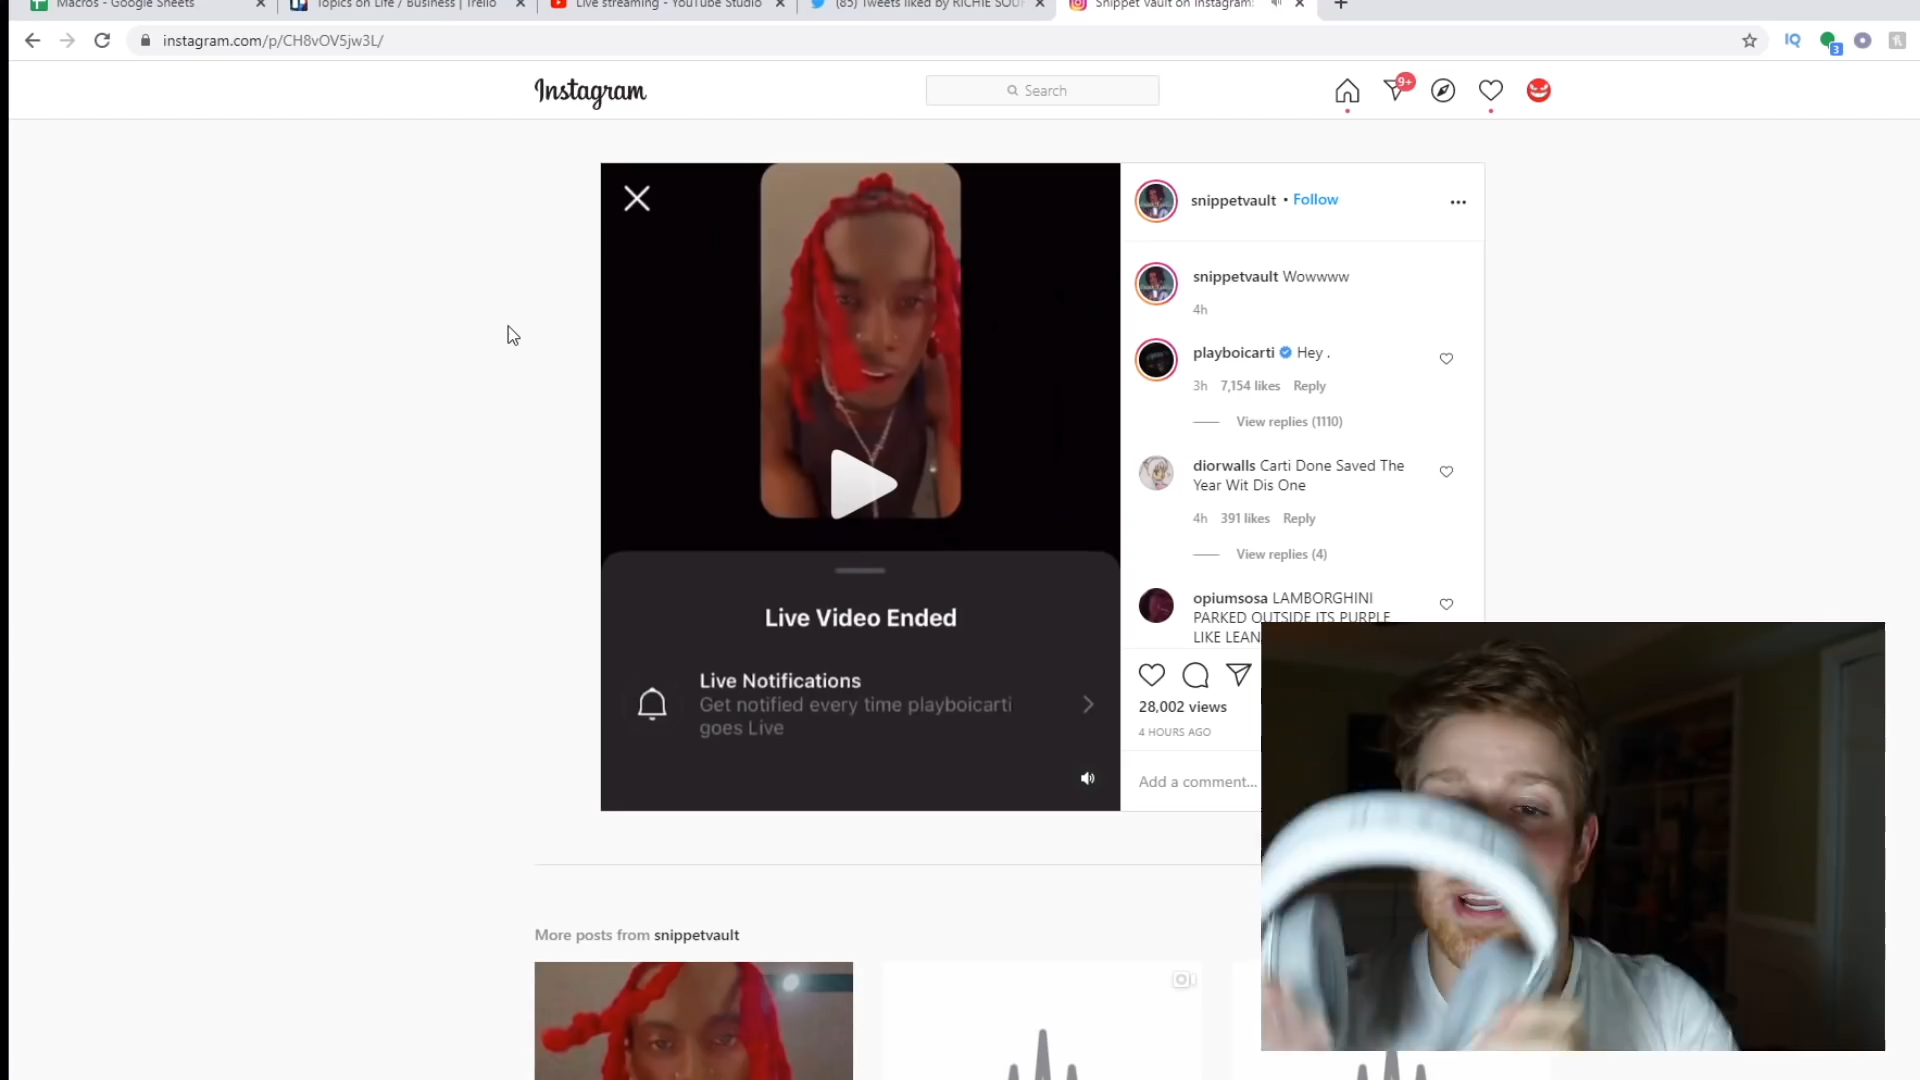 Macros - Google Sheets
Topics on Life / Business | Trello
Live streaming - YouTube Studio
(85) Tweets liked by RICHIE SOUF
Snippet Vault on Instagram:
instagram.com/p/CH8vOV5jw3L/
IQ
3
Instagram
Search
9+
snippetvault • Follow
snippetvault Wowwww
4h
playboicarti Hey .
3h 7,154 likes Reply
View replies (1110)
diorwalls Carti Done Saved The
Year Wit Dis One
4h 391 likes Reply
View replies (4)
opiumsosa LAMBORGHINI
PARKED OUTSIDE ITS PURPLE
LIKE LEAN
Live Video Ended
Live Notifications
Get notified every time playboicarti
goes Live
28,002 views
4 HOURS AGO
Add a comment...
More posts from snippetvault